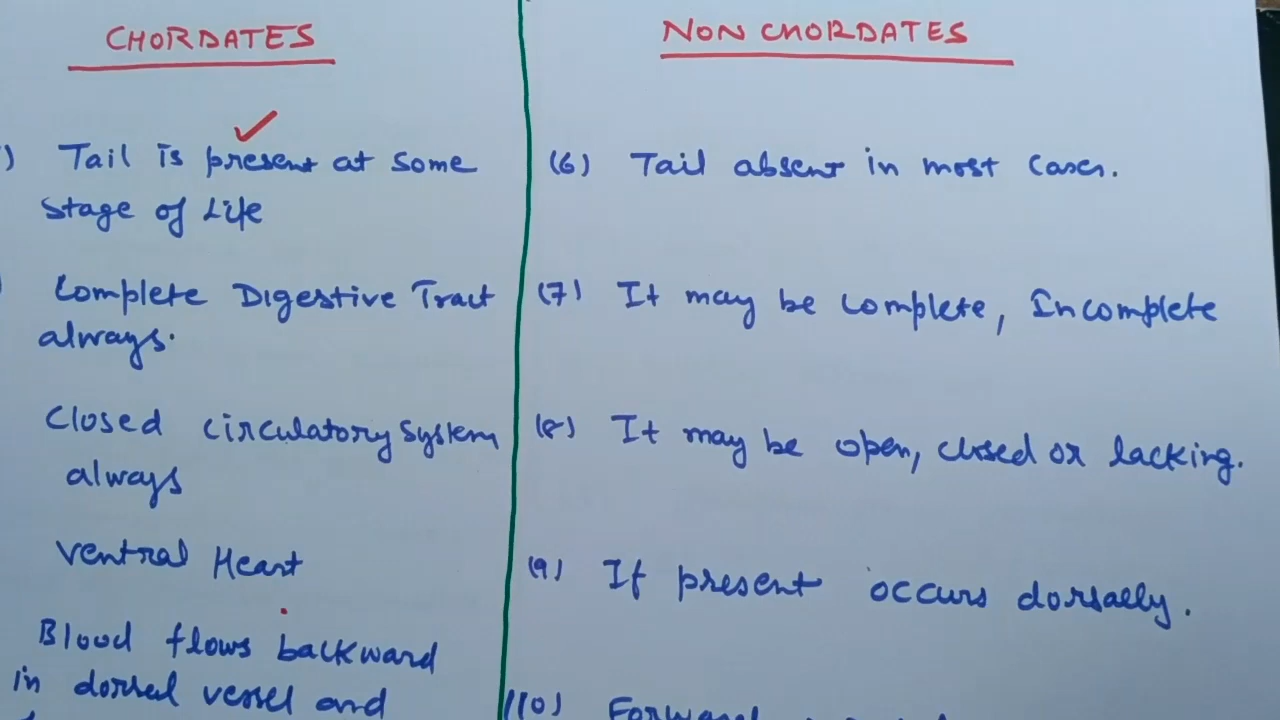 CHORDATES
) Tail is present at some
stage of Life
Complete Digestive Tract
always.
Closed circulatory system
always
Ventral Heart
Blood flows backward
in dorsal vessel and
NON CHORDATES
(6) Tail absent in most cases.
(7) It may be complete, Incomplete
(8) It may be open, closed or lacking.
(9) If present occurs dorsally.
(10) Forward